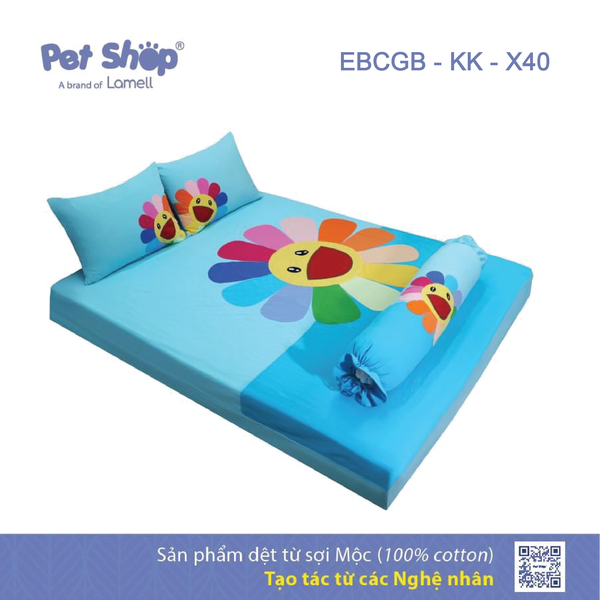 Pet Shop®
A brand of Lamell
EBCGB - KK - X40
Sản phẩm dệt từ sợi Mộc (100% cotton)
Tạo tác từ các Nghệ nhân